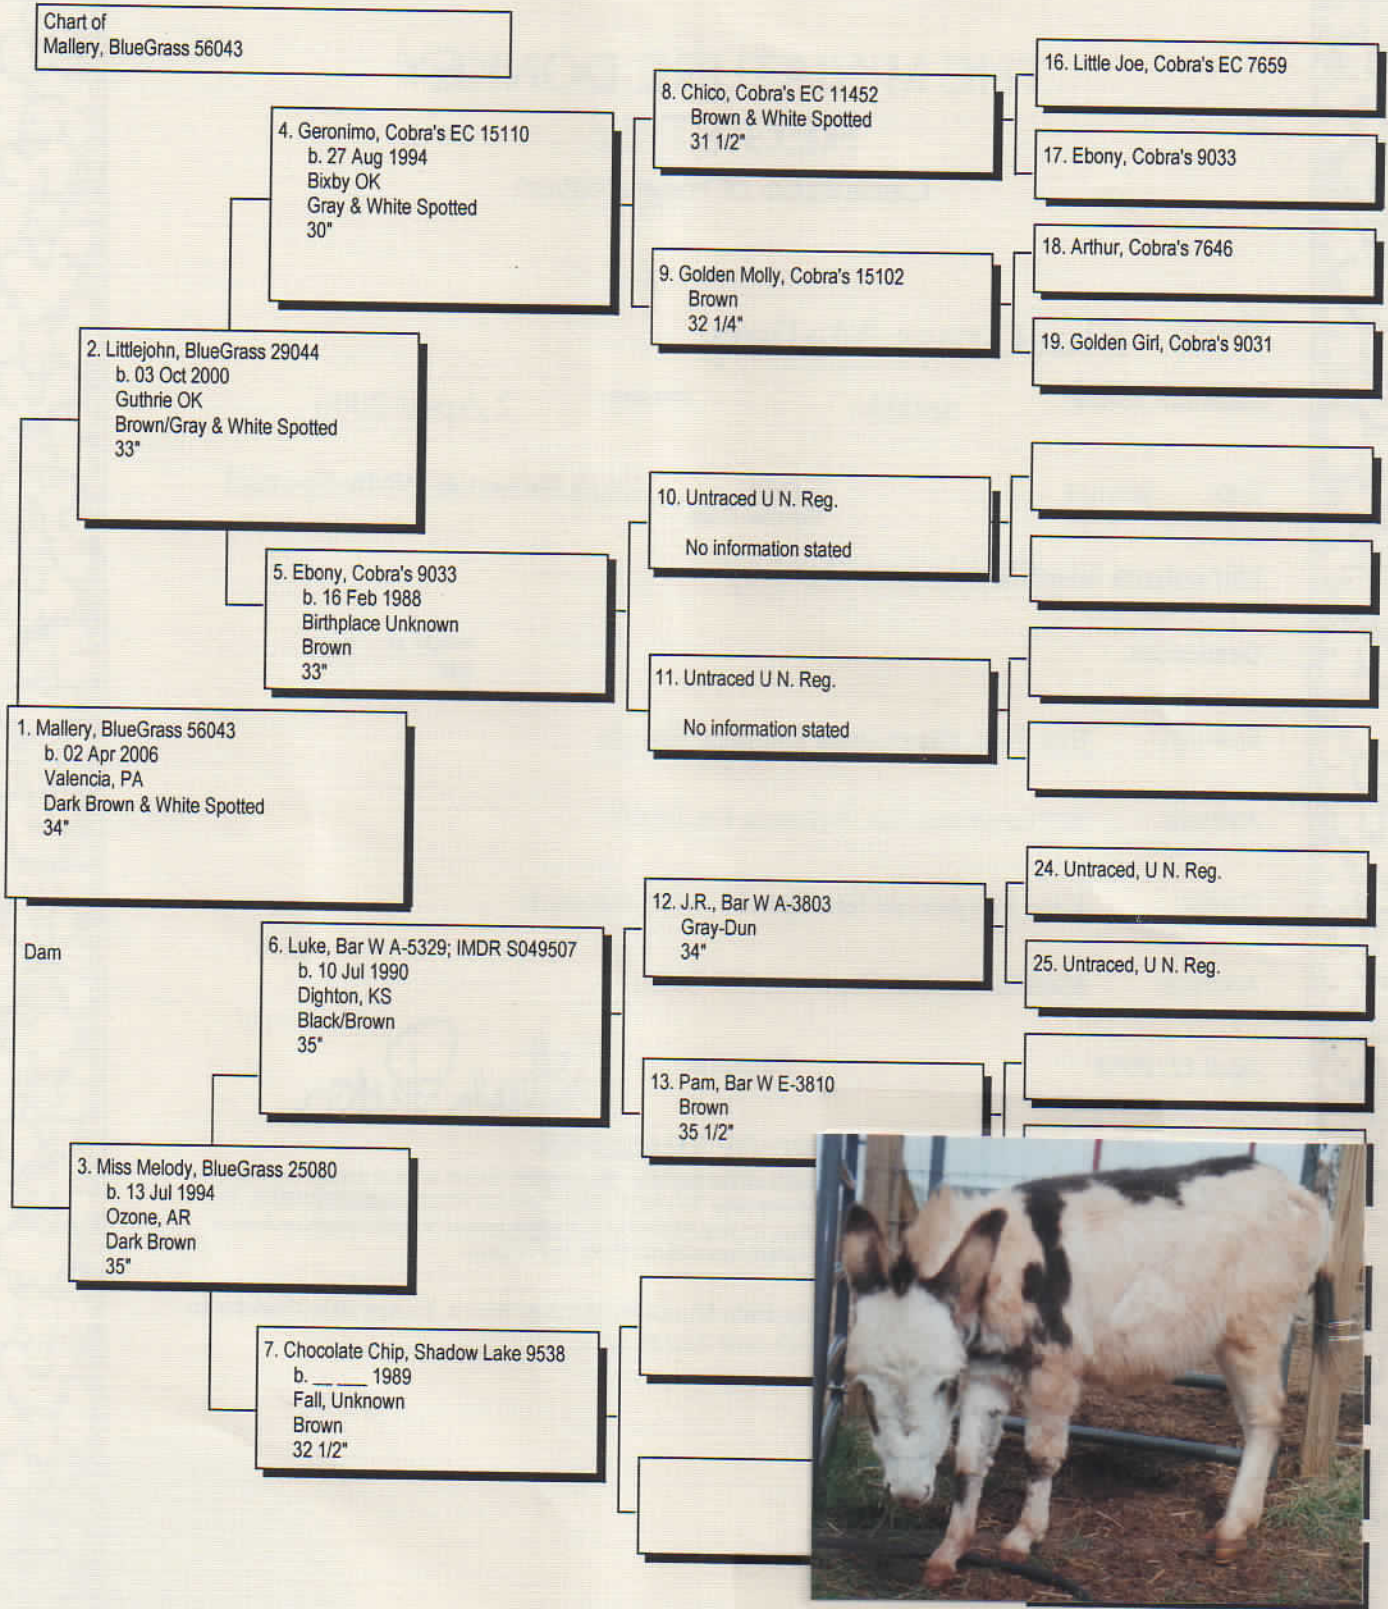 Chart of
Mallery, BlueGrass 56043
1. Mallery, BlueGrass 56043
b. 02 Apr 2006
Valencia, PA
Dark Brown & White Spotted
34"
Dam
2. Littlejohn, BlueGrass 29044
b. 03 Oct 2000
Guthrie OK
Brown/Gray & White Spotted
33"
3. Miss Melody, BlueGrass 25080
b. 13 Jul 1994
Ozone, AR
Dark Brown
35"
4. Geronimo, Cobra's EC 15110
b. 27 Aug 1994
Bixby OK
Gray & White Spotted
30"
5. Ebony, Cobra's 9033
b. 16 Feb 1988
Birthplace Unknown
Brown
33"
6. Luke, Bar W A-5329; IMDR S049507
b. 10 Jul 1990
Dighton, KS
Black/Brown
35"
7. Chocolate Chip, Shadow Lake 9538
b. __ ___ 1989
Fall, Unknown
Brown
32 1/2"
8. Chico, Cobra's EC 11452
Brown & White Spotted
31 1/2"
9. Golden Molly, Cobra's 15102
Brown
32 1/4"
10. Untraced U N. Reg.
No information stated
11. Untraced U N. Reg.
No information stated
12. J.R., Bar W A-3803
Gray-Dun
34"
13. Pam, Bar W E-3810
Brown
35 1/2"
16. Little Joe, Cobra's EC 7659
17. Ebony, Cobra's 9033
18. Arthur, Cobra's 7646
19. Golden Girl, Cobra's 9031
24. Untraced, U N. Reg.
25. Untraced, U N. Reg.